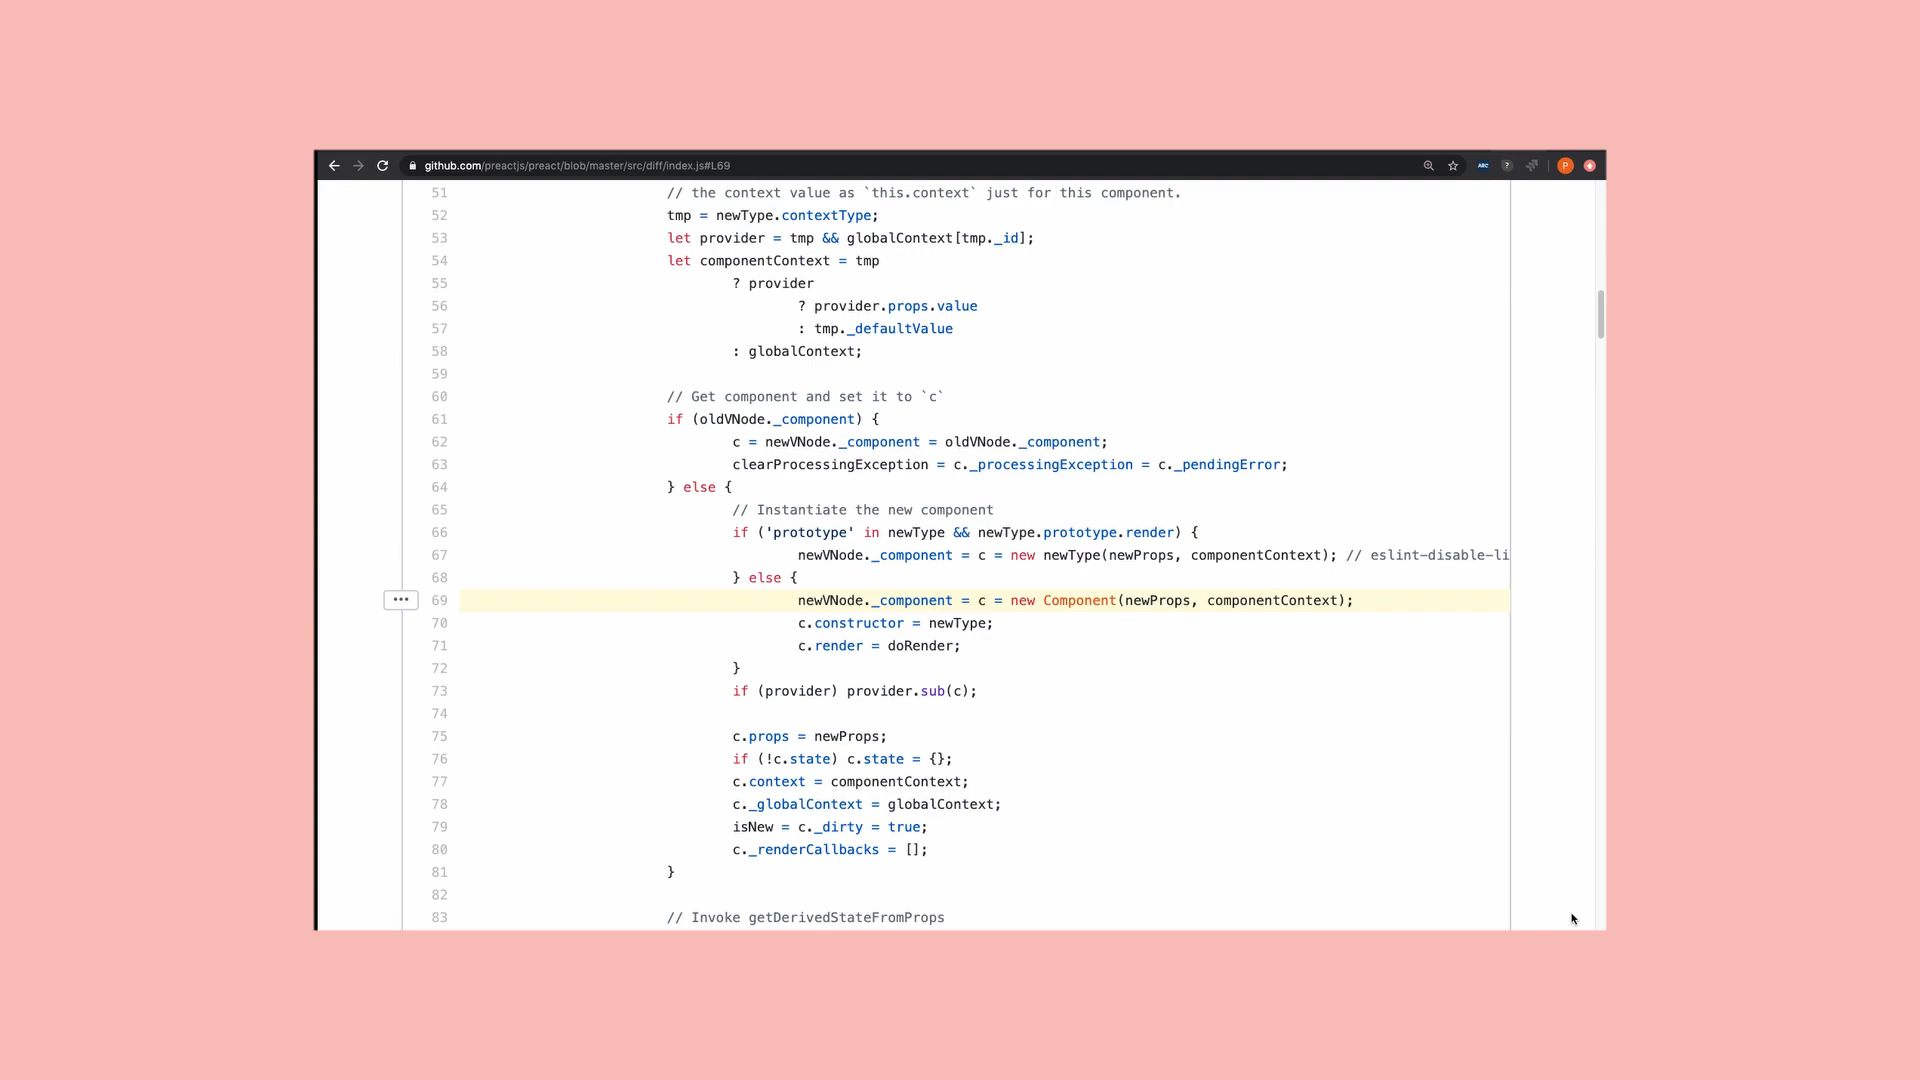 github.com/preactjs/preact/blob/master/src/diff/index.js#L69
ARC
?
P
51 // the context value as `this.context` just for this component.
52 tmp = newType.contextType;
53 let provider = tmp && globalContext[tmp._id];
54 let componentContext = tmp
55 ? provider
56 ? provider.props.value
57 : tmp._defaultValue
58 : globalContext;
59
60 // Get component and set it to `c`
61 if (oldVNode._component) {
62 c = newVNode._component = oldVNode._component;
63 clearProcessingException = c._processingException = c._pendingError;
64 } else {
65 // Instantiate the new component
66 if ('prototype' in newType && newType.prototype.render) {
67 newVNode._component = c = new newType(newProps, componentContext); // eslint-disable-li
68 } else {
69 newVNode._component = c = new Component(newProps, componentContext);
70 c.constructor = newType;
71 c.render = doRender;
72 }
73 if (provider) provider.sub(c);
74
75 c.props = newProps;
76 if (!c.state) c.state = {};
77 c.context = componentContext;
78 c._globalContext = globalContext;
79 isNew = c._dirty = true;
80 c._renderCallbacks = [];
81 }
82
83 // Invoke getDerivedStateFromProps